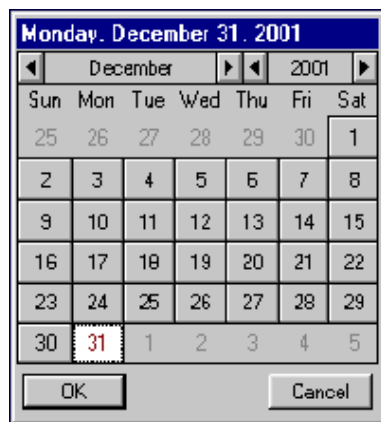 Monday, December 31, 2001
December 2001
Sun Mon Tue Wed Thu Fri Sat
25 26 27 28 29 30 1
2 3 4 5 6 7 8
9 10 11 12 13 14 15
16 17 18 19 20 21 22
23 24 25 26 27 28 29
30 31 1 2 3 4 5
OK Cancel